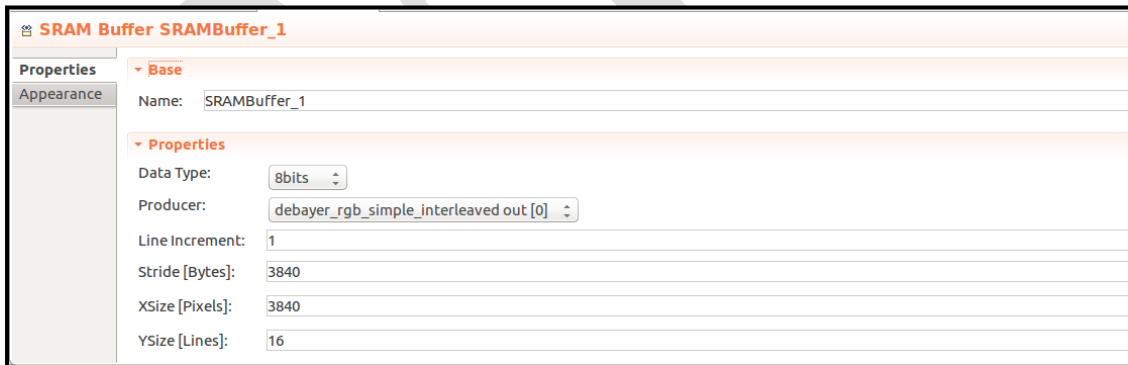 SRAM Buffer SRAMBuffer_1
Properties
Appearance
Base
Name: SRAMBuffer_1
Properties
Data Type: 8bits
Producer: debayer_rgb_simple_interleaved out [0]
Line Increment: 1
Stride [Bytes]: 3840
XSize [Pixels]: 3840
YSize [Lines]: 16